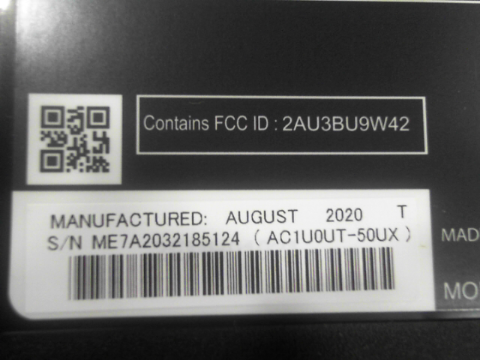 Contains FCC ID : 2AU3BU9W42
MANUFACTURED: AUGUST 2020 T
S/N ME7A2032185124 ( AC1U0UT-50UX )
MAD
MO